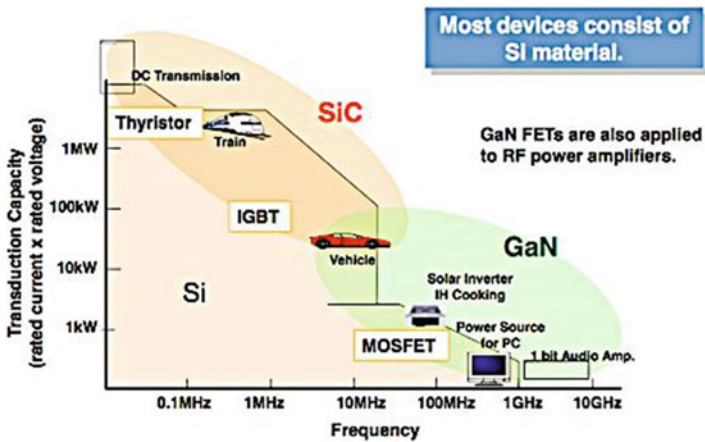 Most devices consist of
Si material.
DC Transmission
SiC
Thyristor
Train
GaN FETs are also applied
to RF power amplifiers.
1MW
100kW
IGBT
Vehicle
GaN
10kW
Si
Solar Inverter
IH Cooking
1kW
MOSFET
Power Source
for PC
1 bit Audio Amp.
0.1MHz
1MHz
10MHz
100MHz
1GHz
10GHz
Frequency
Transduction Capacity
(rated current x rated voltage)